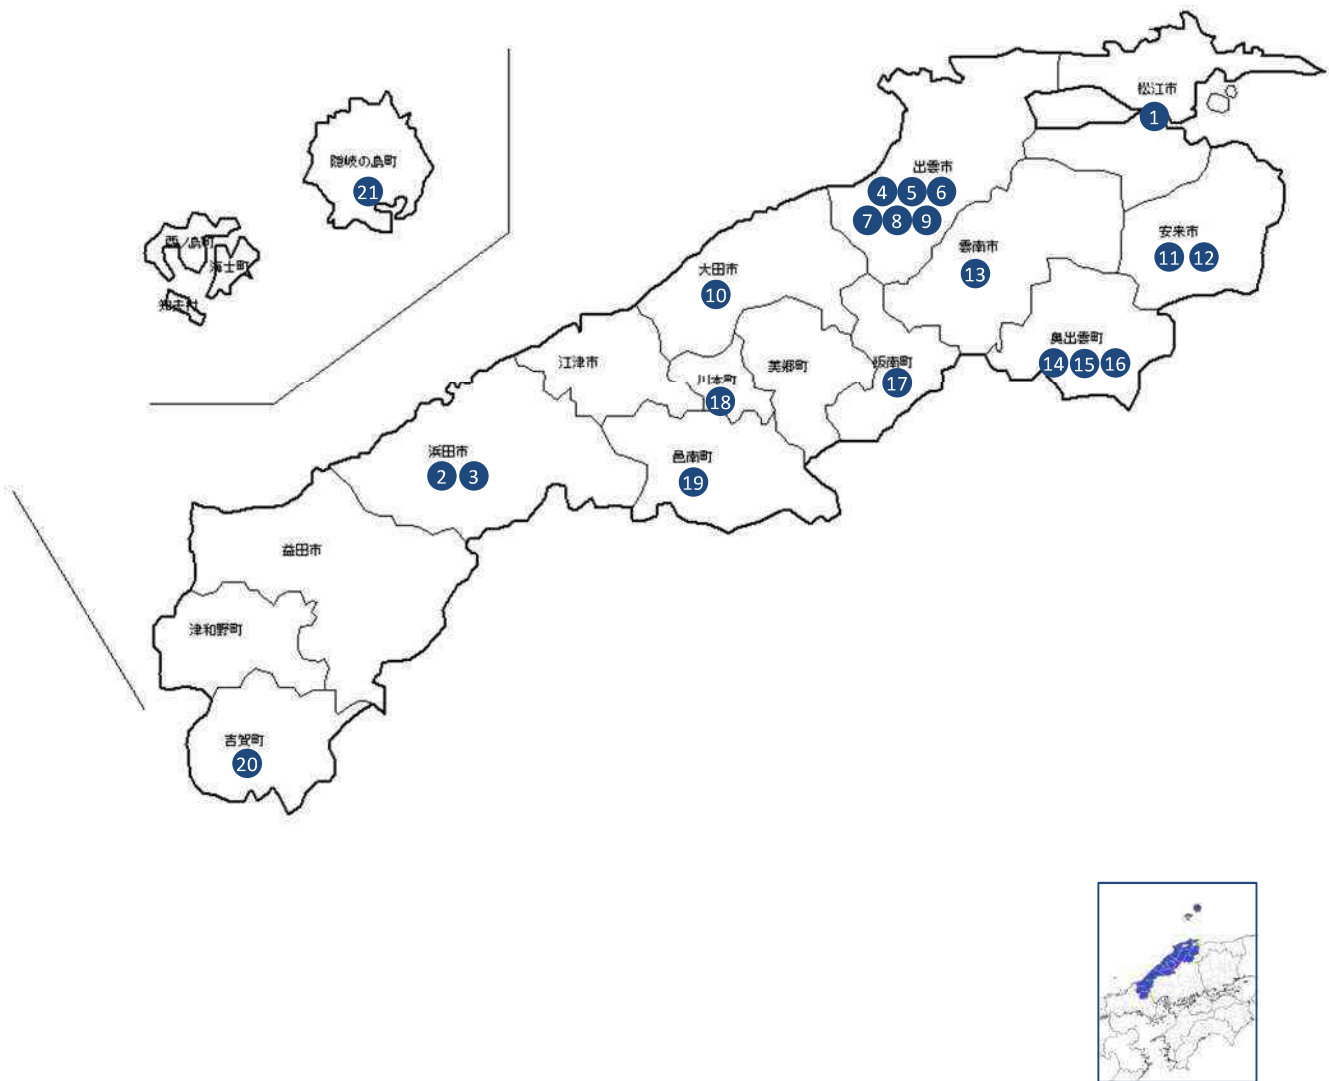 松江市
1
隠岐の島町
21
出雲市
4 5 6
7 8 9
西ノ島町
海士町
知夫村
安来市
11 12
雲南市
13
大田市
10
奥出雲町
14 15 16
江津市
美郷町
飯南町
17
川本町
18
浜田市
2 3
邑南町
19
益田市
津和野町
吉賀町
20